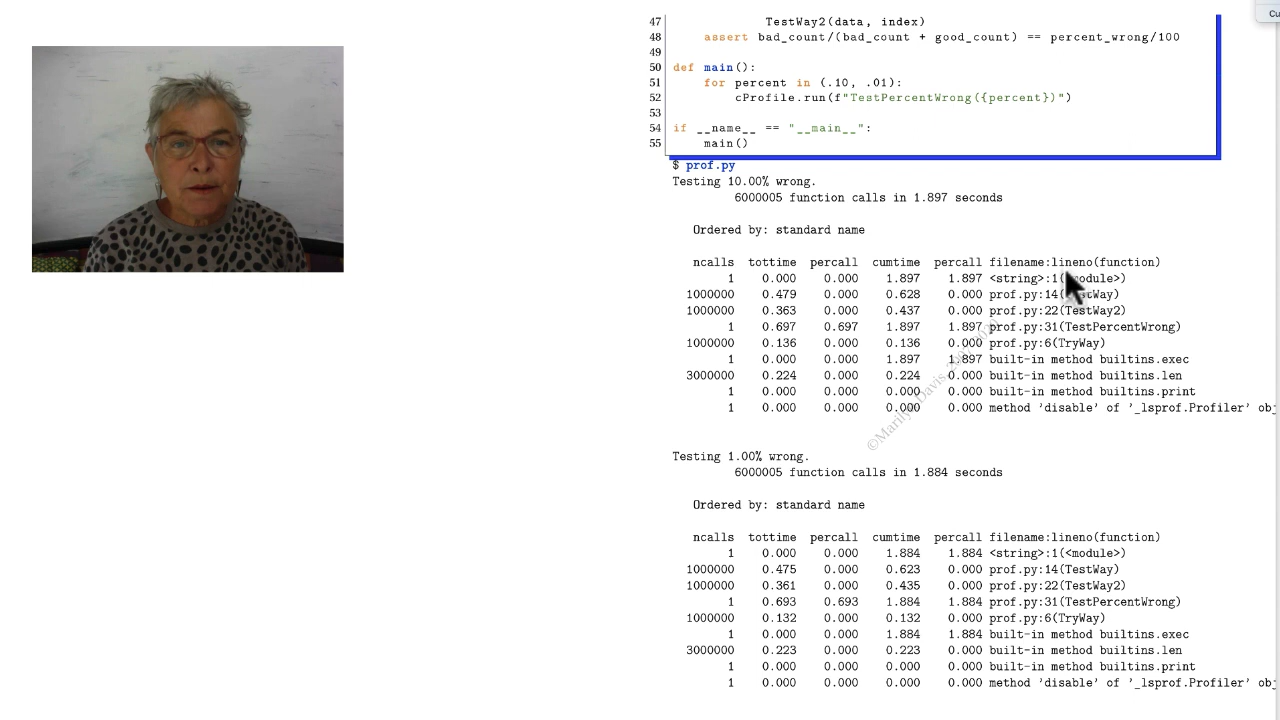 Cu
47 TestWay2(data, index)
48 assert bad_count/(bad_count + good_count) == percent_wrong/100
49
50 def main():
51 for percent in (.10, .01):
52 cProfile.run(f"TestPercentWrong({percent})")
53
54 if __name__ == "__main__":
55 main()
$ prof.py
Testing 10.00% wrong.
6000005 function calls in 1.897 seconds
Ordered by: standard name
ncalls tottime percall cumtime percall filename:lineno(function)
1 0.000 0.000 1.897 1.897 <string>:1(<module>)
1000000 0.479 0.000 0.628 0.000 prof.py:14(TestWay)
1000000 0.363 0.000 0.437 0.000 prof.py:22(TestWay2)
1 0.697 0.697 1.897 1.897 prof.py:31(TestPercentWrong)
1000000 0.136 0.000 0.136 0.000 prof.py:6(TryWay)
1 0.000 0.000 1.897 1.897 built-in method builtins.exec
3000000 0.224 0.000 0.224 0.000 built-in method builtins.len
1 0.000 0.000 0.000 0.000 built-in method builtins.print
1 0.000 0.000 0.000 0.000 method 'disable' of '_lsprof.Profiler' obj
©Marilyn Davis,
Testing 1.00% wrong.
6000005 function calls in 1.884 seconds
Ordered by: standard name
ncalls tottime percall cumtime percall filename:lineno(function)
1 0.000 0.000 1.884 1.884 <string>:1(<module>)
1000000 0.475 0.000 0.623 0.000 prof.py:14(TestWay)
1000000 0.361 0.000 0.435 0.000 prof.py:22(TestWay2)
1 0.693 0.693 1.884 1.884 prof.py:31(TestPercentWrong)
1000000 0.132 0.000 0.132 0.000 prof.py:6(TryWay)
1 0.000 0.000 1.884 1.884 built-in method builtins.exec
3000000 0.223 0.000 0.223 0.000 built-in method builtins.len
1 0.000 0.000 0.000 0.000 built-in method builtins.print
1 0.000 0.000 0.000 0.000 method 'disable' of '_lsprof.Profiler' obj